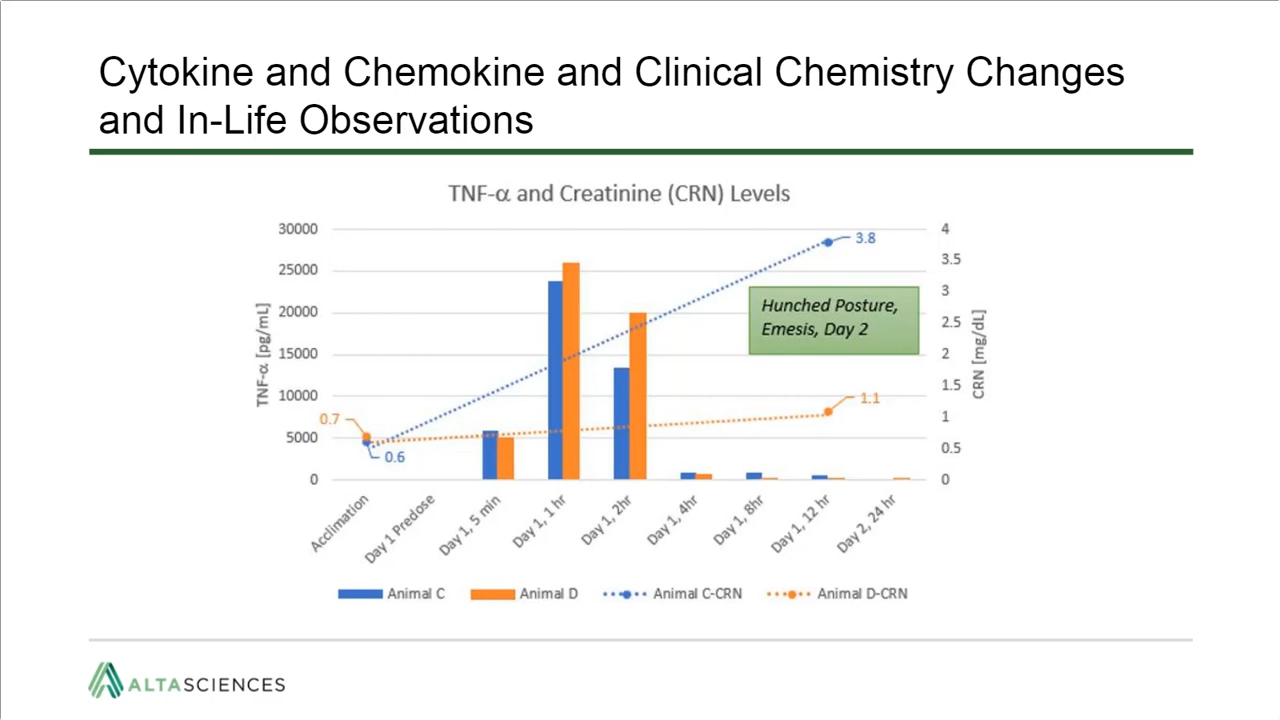 Cytokine and Chemokine and Clinical Chemistry Changes
and In-Life Observations
TNF-α and Creatinine (CRN) Levels
30000
25000
20000
15000
10000
5000
0
TNF-α [pg/mL]
4
3.5
3
2.5
2
1.5
1
0.5
0
CRN [mg/dL]
3.8
Hunched Posture,
Emesis, Day 2
1.1
0.7
0.6
Acclimation
Day 1 Predose
Day 1, 5 min
Day 1, 1 hr
Day 1, 2hr
Day 1, 4hr
Day 1, 8hr
Day 1, 12 hr
Day 2, 24 hr
Animal C
Animal D
Animal C-CRN
Animal D-CRN
ALTASCIENCES